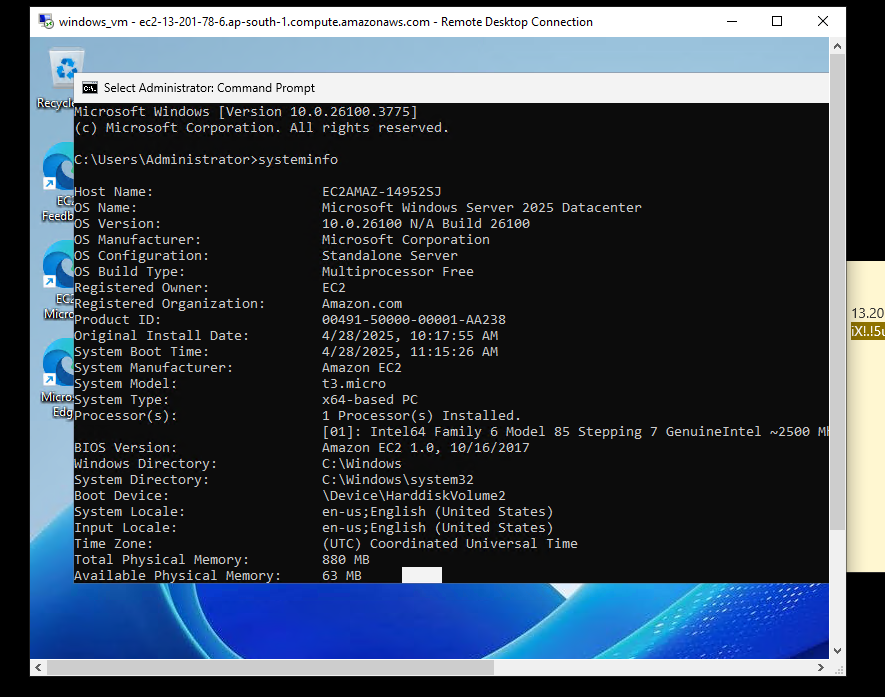 windows_vm - ec2-13-201-78-6.ap-south-1.compute.amazonaws.com - Remote Desktop Connection
Select Administrator: Command Prompt
Microsoft Windows [Version 10.0.26100.3775]
(c) Microsoft Corporation. All rights reserved.
C:\Users\Administrator>systeminfo
Host Name: EC2AMAZ-14952SJ
OS Name: Microsoft Windows Server 2025 Datacenter
OS Version: 10.0.26100 N/A Build 26100
OS Manufacturer: Microsoft Corporation
OS Configuration: Standalone Server
OS Build Type: Multiprocessor Free
Registered Owner: EC2
Registered Organization: Amazon.com
Product ID: 00491-50000-00001-AA238
Original Install Date: 4/28/2025, 10:17:55 AM
System Boot Time: 4/28/2025, 11:15:26 AM
System Manufacturer: Amazon EC2
System Model: t3.micro
System Type: x64-based PC
Processor(s): 1 Processor(s) Installed.
[01]: Intel64 Family 6 Model 85 Stepping 7 GenuineIntel ~2500 Mh
BIOS Version: Amazon EC2 1.0, 10/16/2017
Windows Directory: C:\Windows
System Directory: C:\Windows\system32
Boot Device: \Device\HarddiskVolume2
System Locale: en-us;English (United States)
Input Locale: en-us;English (United States)
Time Zone: (UTC) Coordinated Universal Time
Total Physical Memory: 880 MB
Available Physical Memory: 63 MB
Recycle
EC2
Feedb
EC2
Micro
Micro
Edg
13.20
iX!.!5u